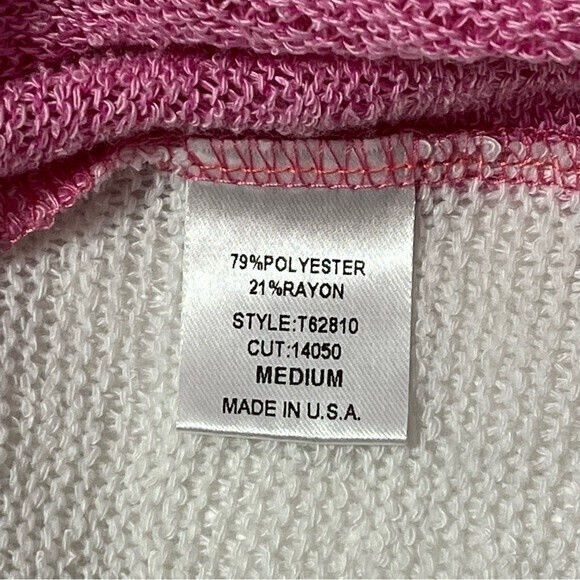 79%POLYESTER
21%RAYON
STYLE:T62810
CUT:14050
MEDIUM
MADE IN U.S.A.